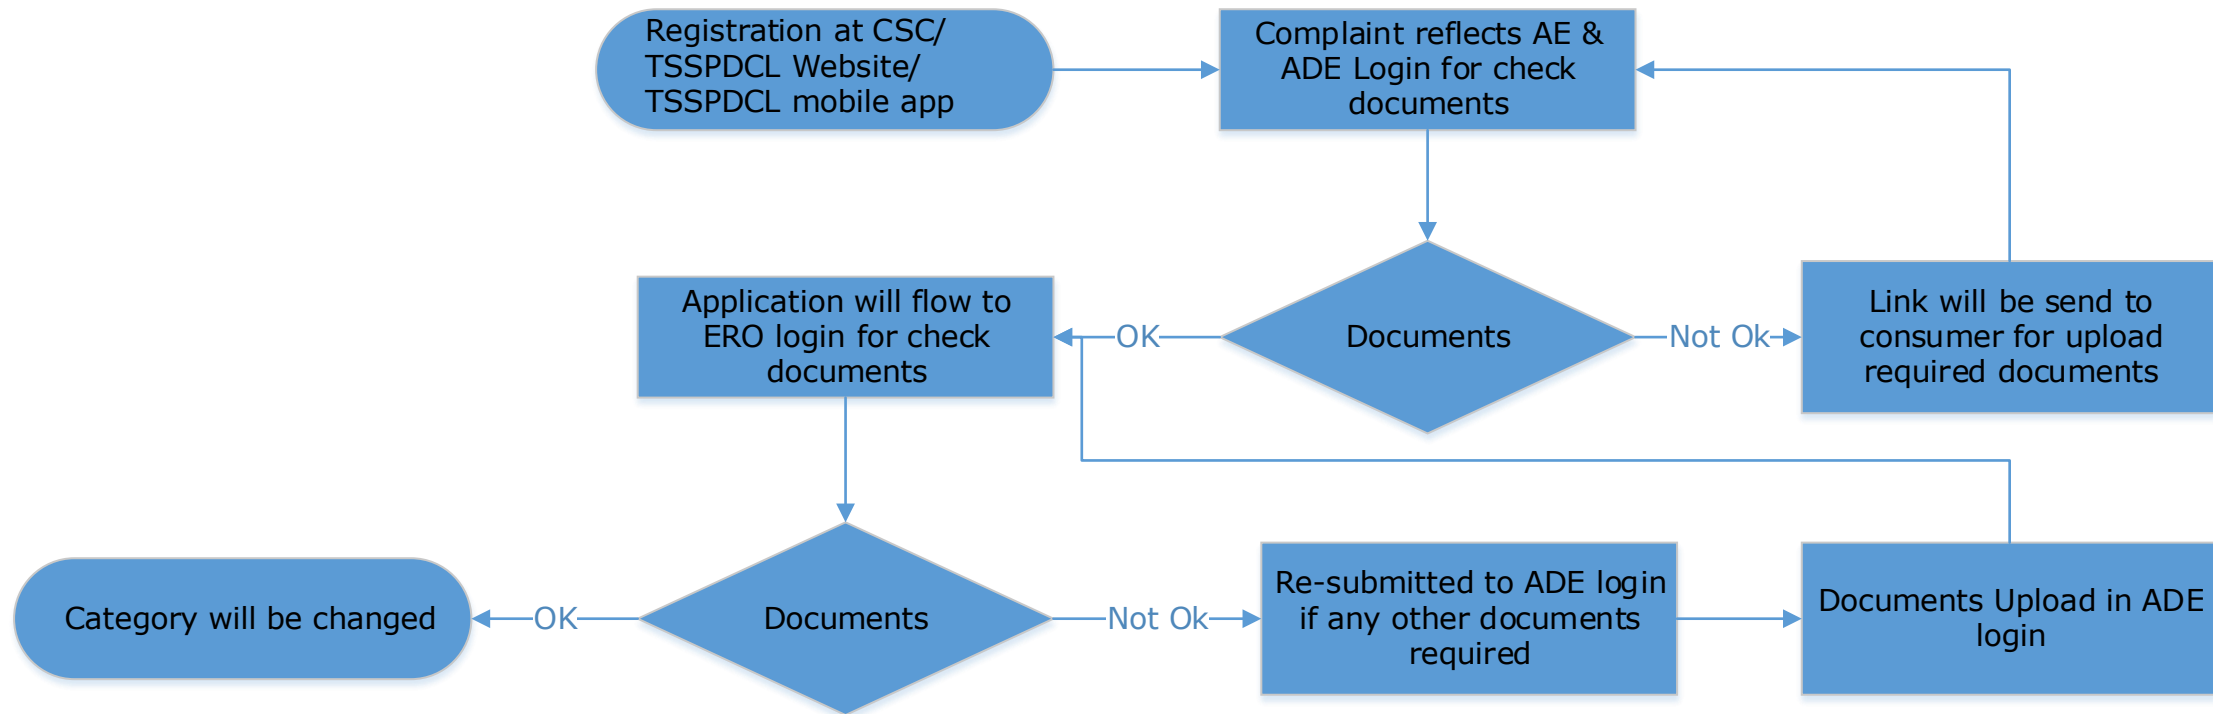 Registration at CSC/
TSSPDCL Website/
TSSPDCL mobile app
Complaint reflects AE &
ADE Login for check
documents
Application will flow to
ERO login for check
documents
OK
Documents
Not Ok
Link will be send to
consumer for upload
required documents
Category will be changed
OK
Documents
Not Ok
Re-submitted to ADE login
if any other documents
required
Documents Upload in ADE
login